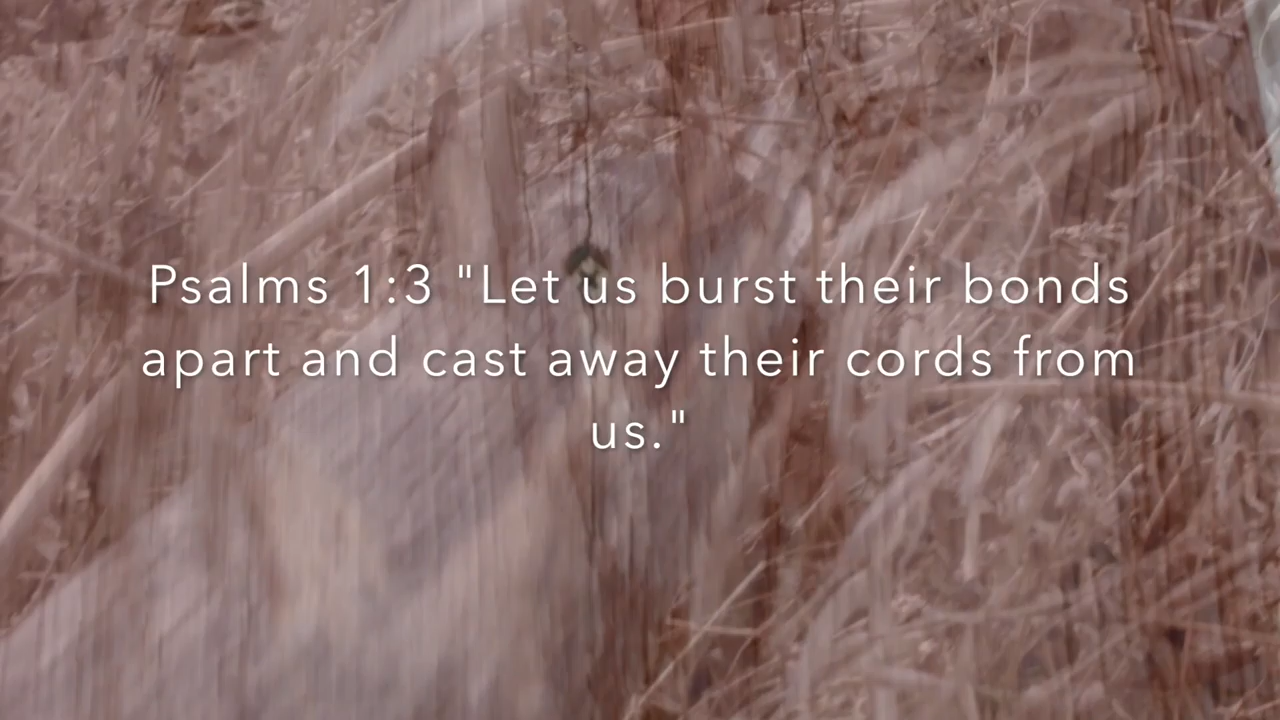 Psalms 1:3 "Let us burst their bonds
apart and cast away their cords from
us."